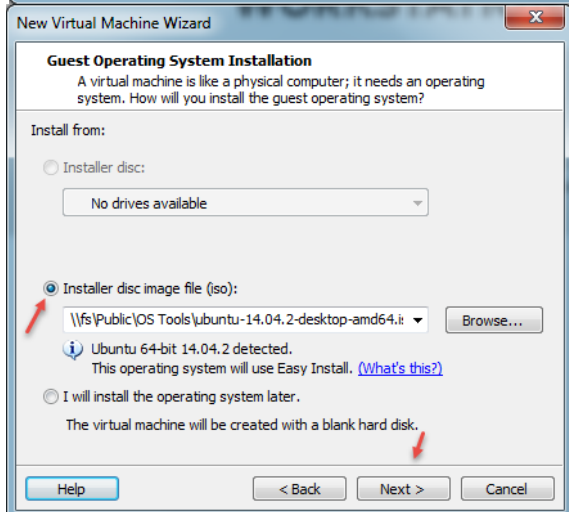 New Virtual Machine Wizard
Guest Operating System Installation
A virtual machine is like a physical computer; it needs an operating
system. How will you install the guest operating system?
Install from:
Installer disc:
No drives available
Installer disc image file (iso):
\\fs\Public\OS Tools\ubuntu-14.04.2-desktop-amd64.i Browse...
Ubuntu 64-bit 14.04.2 detected.
This operating system will use Easy Install. (What's this?)
I will install the operating system later.
The virtual machine will be created with a blank hard disk.
Help < Back Next > Cancel